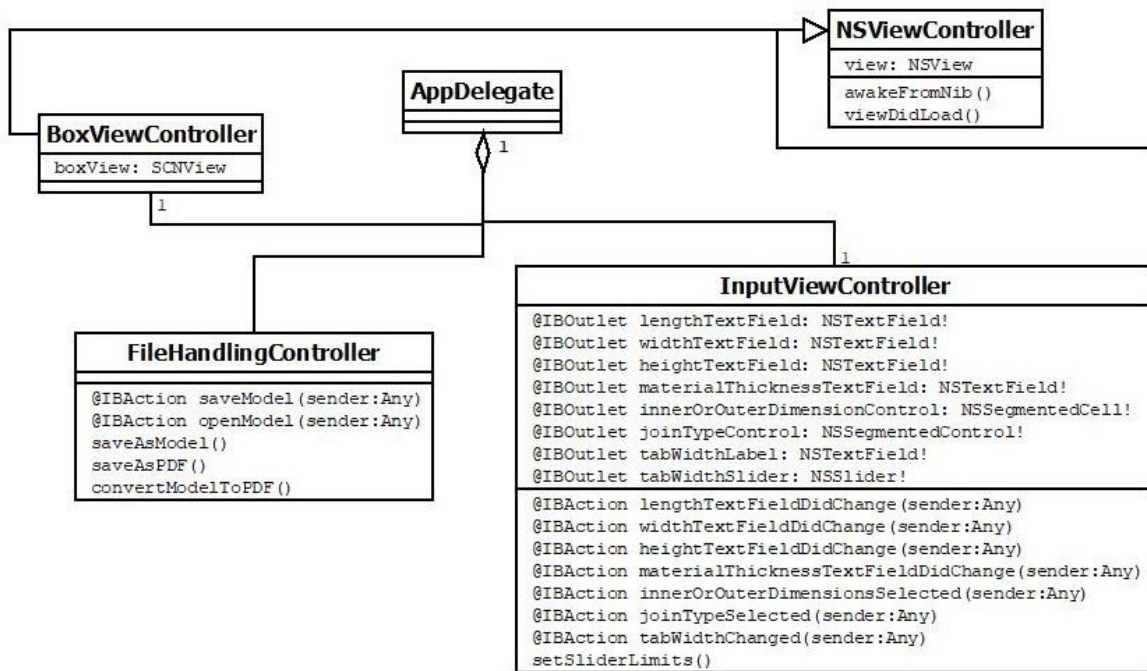 NSViewController
view: NSView
awakeFromNib()
viewDidLoad()
AppDelegate
1
BoxViewController
boxView: SCNView
1
1
InputViewController
@IBOutlet lengthTextField: NSTextField!
@IBOutlet widthTextField: NSTextField!
@IBOutlet heightTextField: NSTextField!
@IBOutlet materialThicknessTextField: NSTextField!
@IBOutlet innerOrOuterDimensionControl: NSSegmentedCell!
@IBOutlet joinTypeControl: NSSegmentedControl!
@IBOutlet tabWidthLabel: NSTextField!
@IBOutlet tabWidthSlider: NSSlider!
@IBAction lengthTextFieldDidChange(sender:Any)
@IBAction widthTextFieldDidChange(sender:Any)
@IBAction heightTextFieldDidChange(sender:Any)
@IBAction materialThicknessTextFieldDidChange(sender:Any)
@IBAction innerOrOuterDimensionsSelected(sender:Any)
@IBAction joinTypeSelected(sender:Any)
@IBAction tabWidthChanged(sender:Any)
setSliderLimits()
FileHandlingController
@IBAction saveModel(sender:Any)
@IBAction openModel(sender:Any)
saveAsModel()
saveAsPDF()
convertModelToPDF()